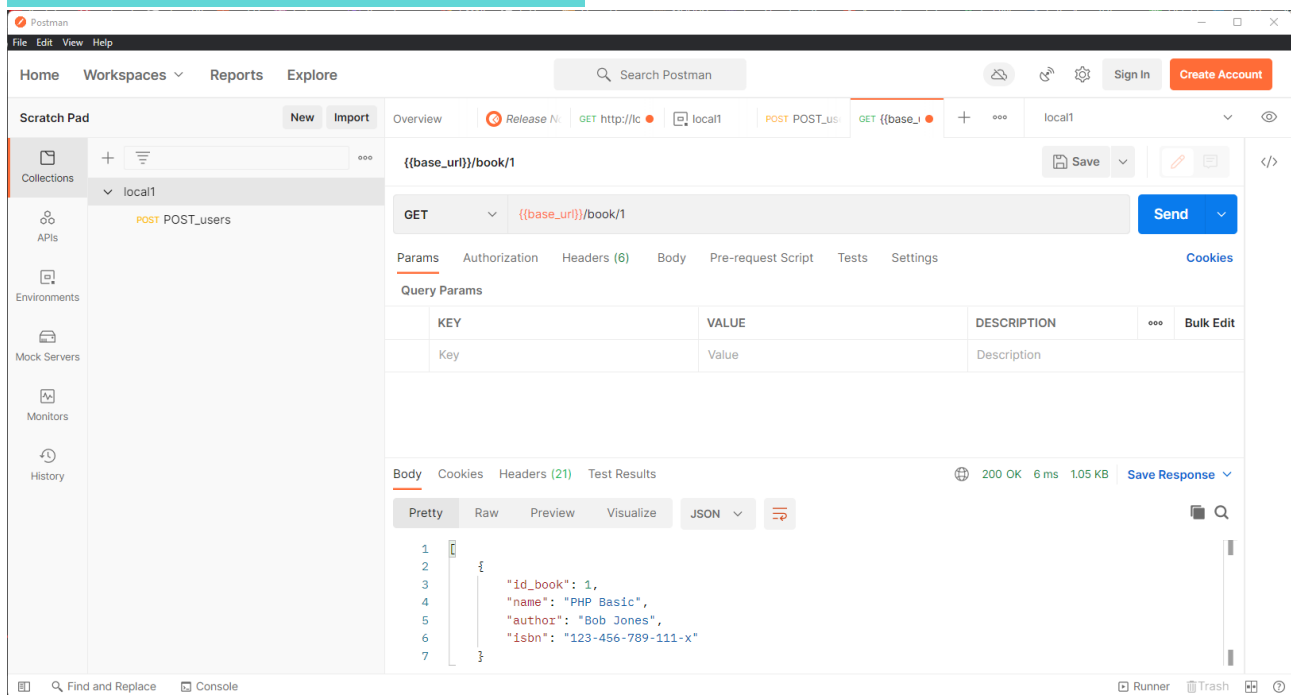 Postman
File Edit View Help
Home Workspaces Reports Explore Search Postman Sign In Create Account
Scratch Pad New Import Overview Release N GET http://lc local1 POST POST_us GET {{base_u local1
Collections
local1
POST POST_users
APIs
Environments
Mock Servers
Monitors
History
{{base_url}}/book/1 Save
GET {{base_url}}/book/1 Send
Params Authorization Headers (6) Body Pre-request Script Tests Settings Cookies
Query Params
KEY VALUE DESCRIPTION Bulk Edit
Key Value Description
Body Cookies Headers (21) Test Results 200 OK 6 ms 1.05 KB Save Response
Pretty Raw Preview Visualize JSON
1 [
2 {
3 "id_book": 1,
4 "name": "PHP Basic",
5 "author": "Bob Jones",
6 "isbn": "123-456-789-111-x"
7 }
Find and Replace Console Runner Trash